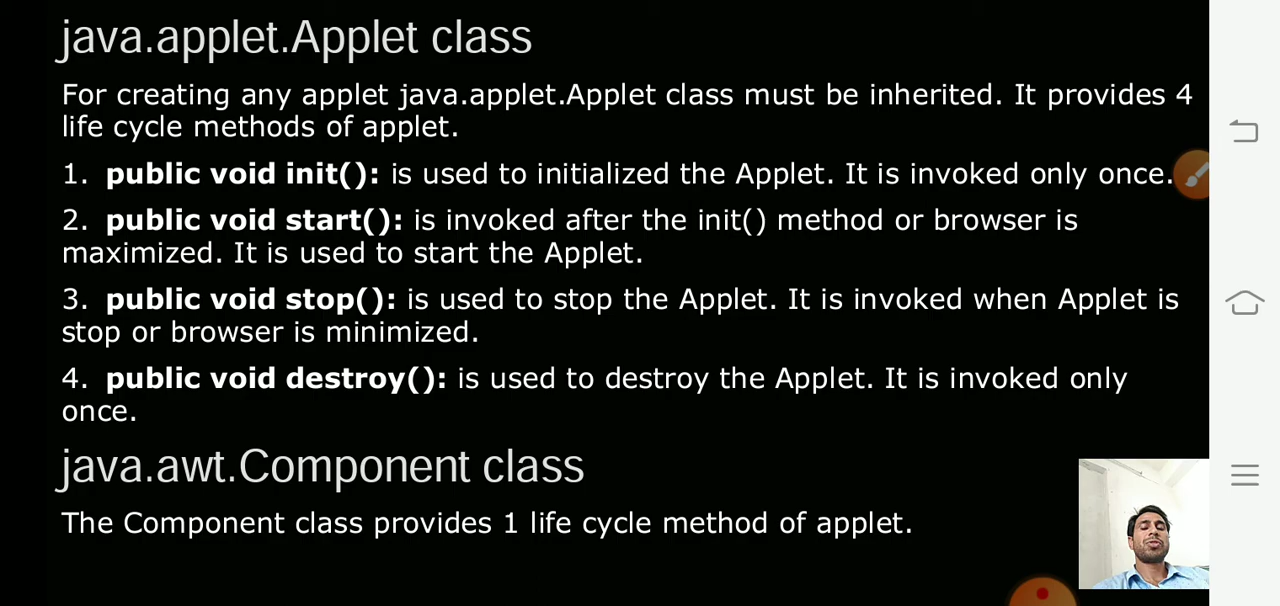 java.applet.Applet class
For creating any applet java.applet.Applet class must be inherited. It provides 4
life cycle methods of applet.
1. public void init(): is used to initialized the Applet. It is invoked only once.
2. public void start(): is invoked after the init() method or browser is
maximized. It is used to start the Applet.
3. public void stop(): is used to stop the Applet. It is invoked when Applet is
stop or browser is minimized.
4. public void destroy(): is used to destroy the Applet. It is invoked only
once.
java.awt.Component class
The Component class provides 1 life cycle method of applet.